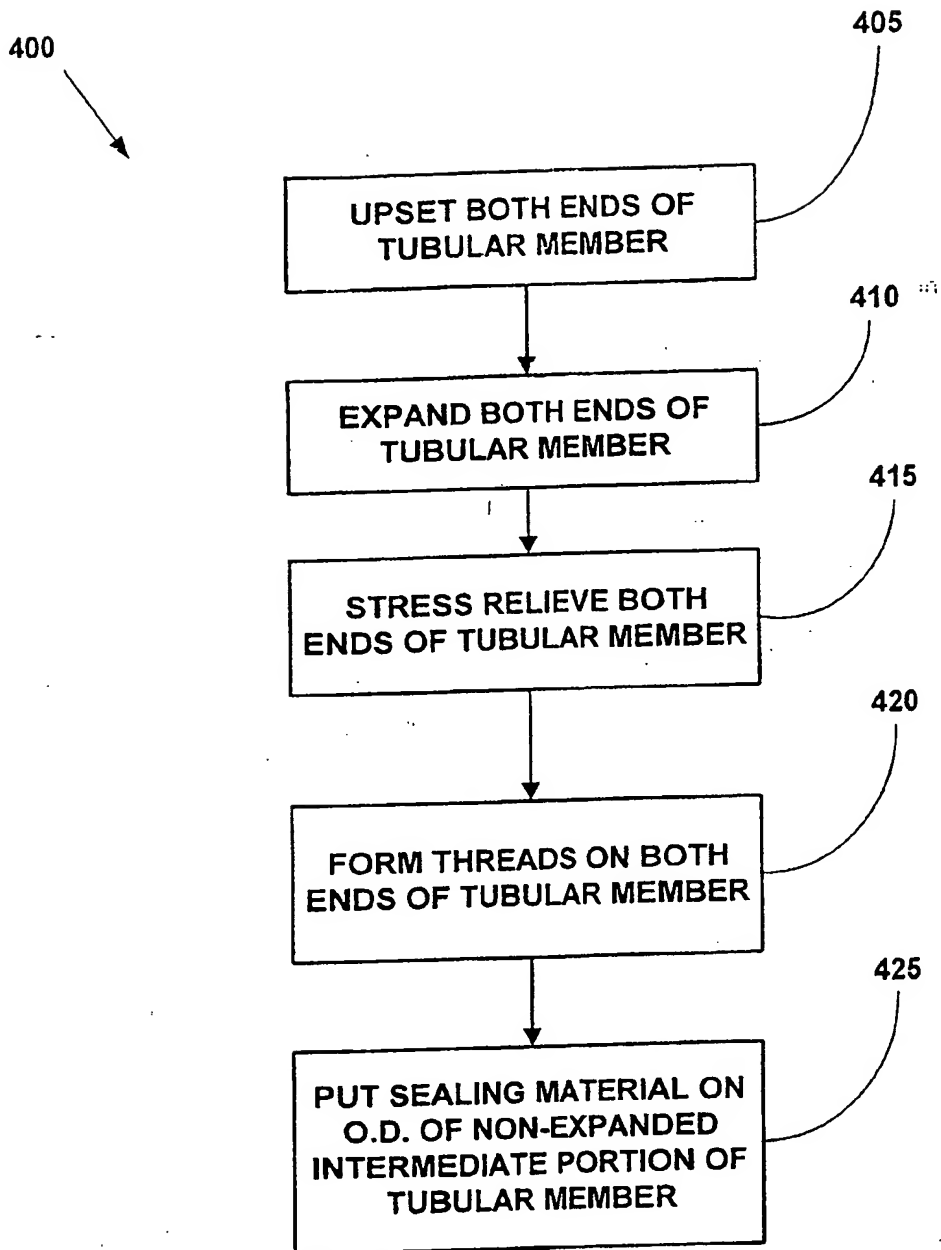 400
405
UPSET BOTH ENDS OF
TUBULAR MEMBER
410
EXPAND BOTH ENDS OF
TUBULAR MEMBER
415
STRESS RELIEVE BOTH
ENDS OF TUBULAR MEMBER
420
FORM THREADS ON BOTH
ENDS OF TUBULAR MEMBER
425
PUT SEALING MATERIAL ON
O.D. OF NON-EXPANDED
INTERMEDIATE PORTION OF
TUBULAR MEMBER